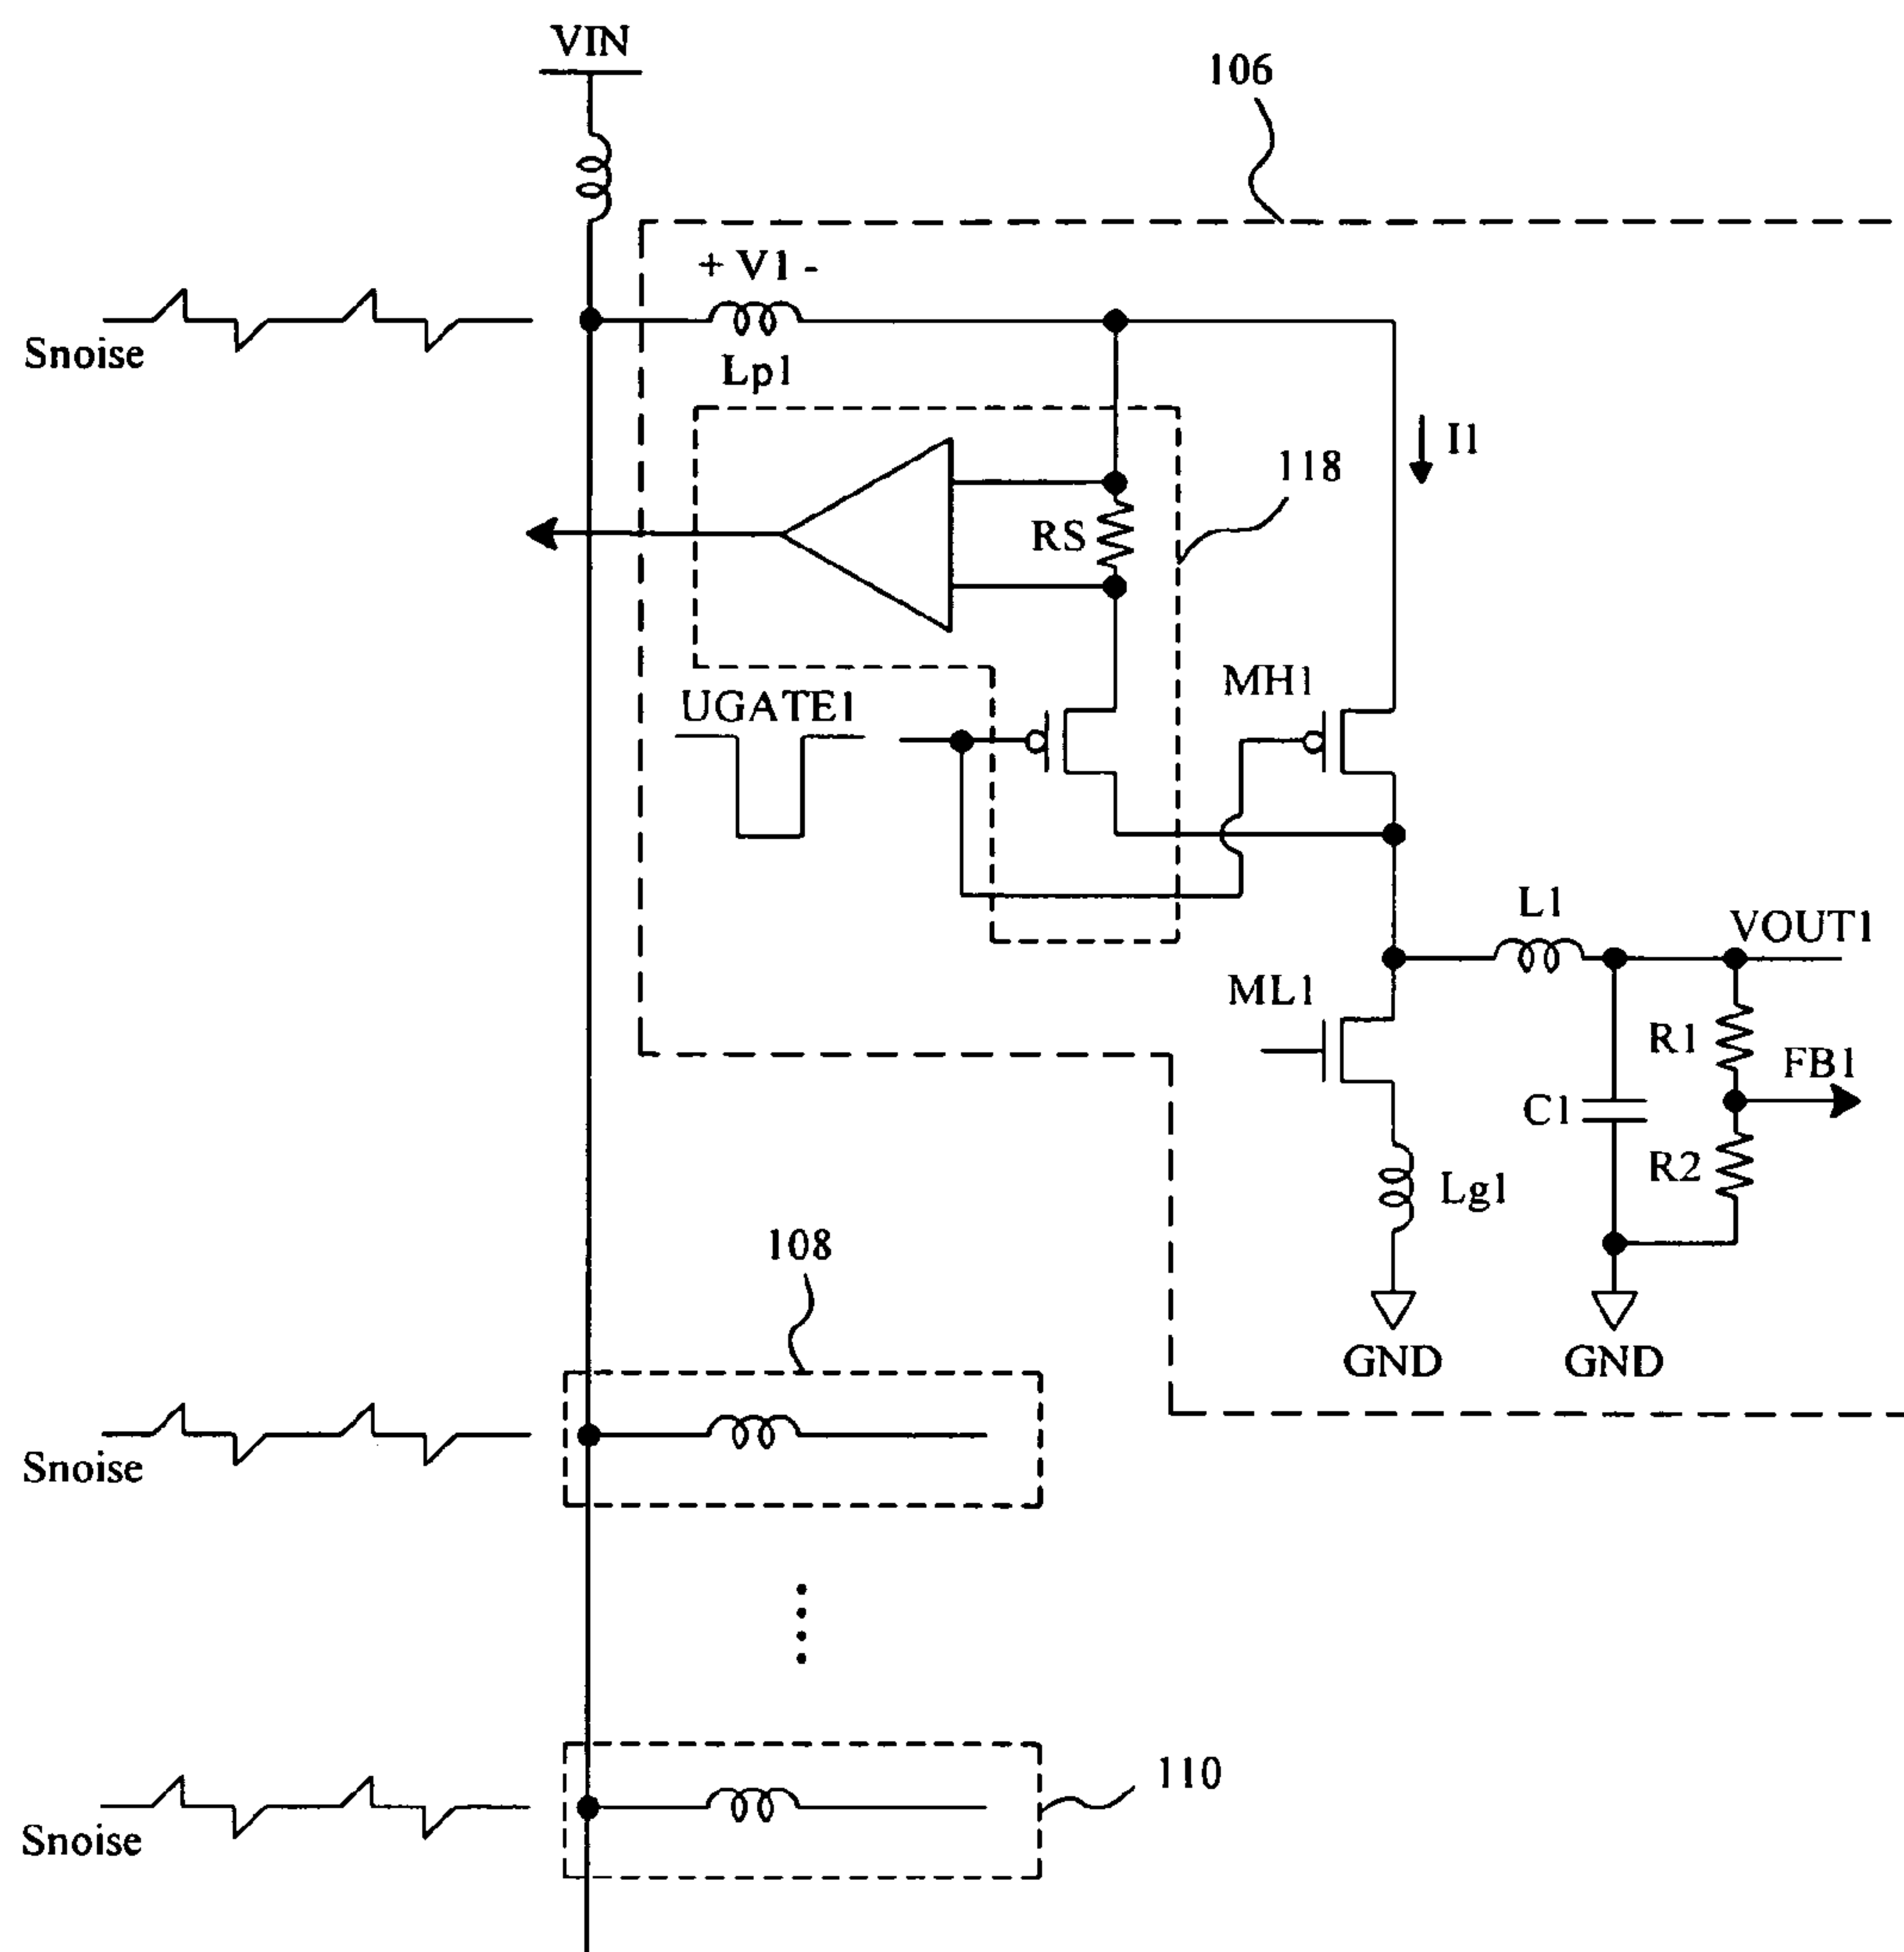 VIN
106
+ V1 -
Snoise
Lp1
I1
118
RS
MH1
UGATE1
L1
VOUT1
ML1
R1
FB1
C1
R2
Lg1
108
GND
GND
Snoise
110
Snoise